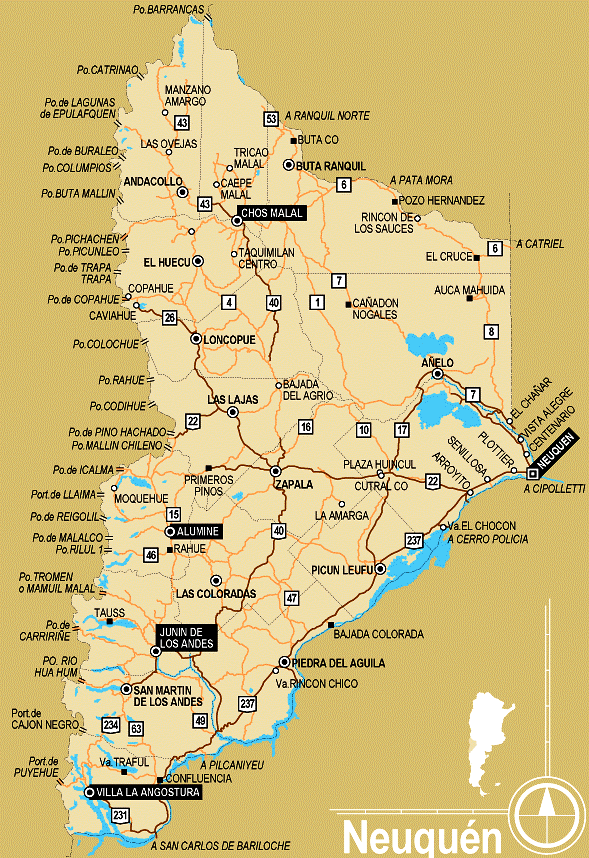 Po.BARRANCAS
Po.CATRINAO
MANZANO
AMARGO
Po.de LAGUNAS
de EPULAFQUEN
43
53
A RANQUIL NORTE
BUTA CO
LAS OVEJAS
Po.de BURALEO
TRICAO
MALAL
BUTA RANQUIL
Po.COLUMPIOS
A PATA MORA
ANDACOLLO
CAEPE
MALAL
6
Po.BUTA MALLIN
43
POZO HERNANDEZ
CHOS MALAL
RINCON DE
LOS SAUCES
Po.PICHACHEN
Po.PICUNLEO
A CATRIEL
6
TAQUIMILAN
CENTRO
EL HUECU
EL CRUCE
Po.de TRAPA
TRAPA
7
COPAHUE
AUCA MAHUIDA
Po.de COPAHUE
4
40
1
CAÑADON
NOGALES
CAVIAHUE
26
8
Po.COLOCHUE
LONCOPUE
AÑELO
Po.RAHUE
BAJADA
DEL AGRIO
7
LAS LAJAS
Po.CODIHUE
EL CHAÑAR
VISTA ALEGRE
CENTENARIO
22
16
10
17
Po.de PINO HACHADO
Po.MALLIN CHILENO
PLOTTIER
NEUQUEN
SENILLOSA
ARROYITO
PLAZA HUINCUL
Po.de ICALMA
PRIMEROS
PINOS
ZAPALA
CUTRAL CO
22
A CIPOLLETTI
Port.de LLAIMA
MOQUEHUE
LA AMARGA
15
Po.de REIGOLIL
ALUMINE
40
Va.EL CHOCON
Po.de MALALCO
237
A CERRO POLICIA
Po.RILUL 1
46
RAHUE
PICUN LEUFU
Po.TROMEN
o MAMUIL MALAL
LAS COLORADAS
47
TAUSS
Po.de
CARRIRIÑE
JUNIN DE
LOS ANDES
BAJADA COLORADA
PO. RIO
HUA HUM
PIEDRA DEL AGUILA
Va.RINCON CHICO
SAN MARTIN
DE LOS ANDES
237
Port.de
CAJON NEGRO
234
63
49
Port.de
PUYEHUE
Va.TRAFUL
A PILCANIYEU
CONFLUENCIA
VILLA LA ANGOSTURA
231
A SAN CARLOS DE BARILOCHE
Neuquén